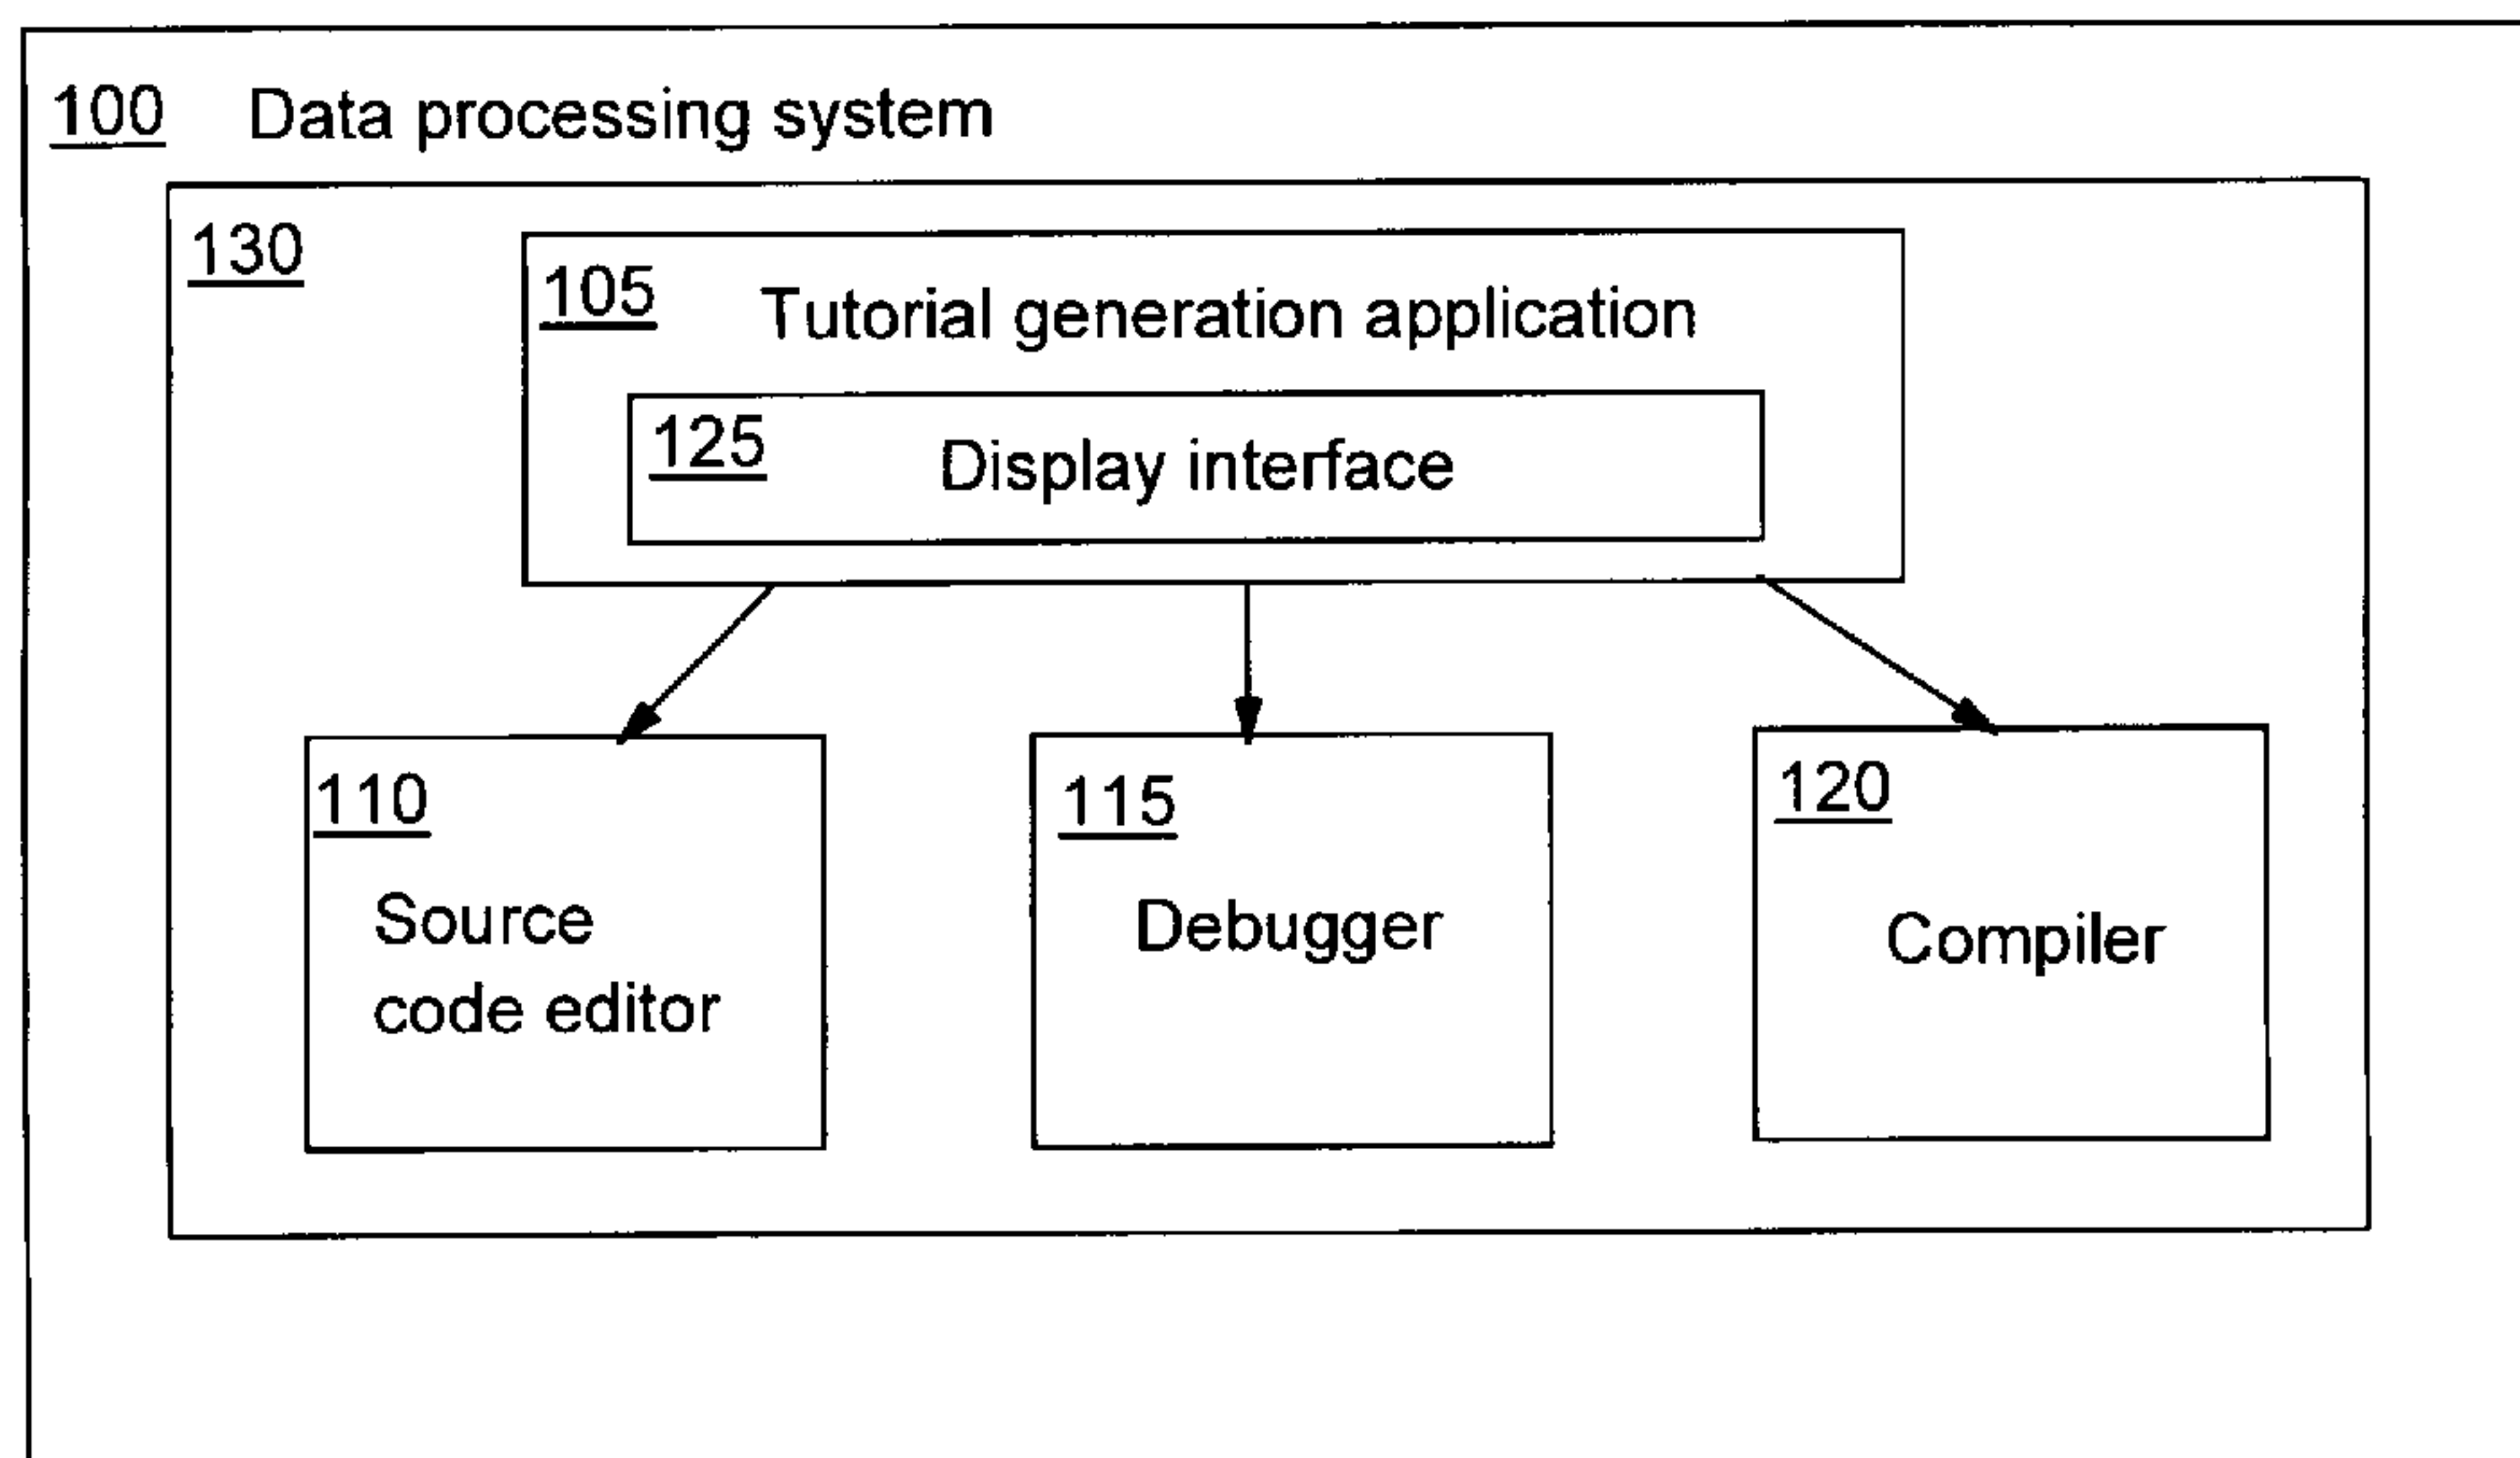 100 Data processing system
130
105 Tutorial generation application
125 Display interface
110
Source
code editor
115
Debugger
120
Compiler